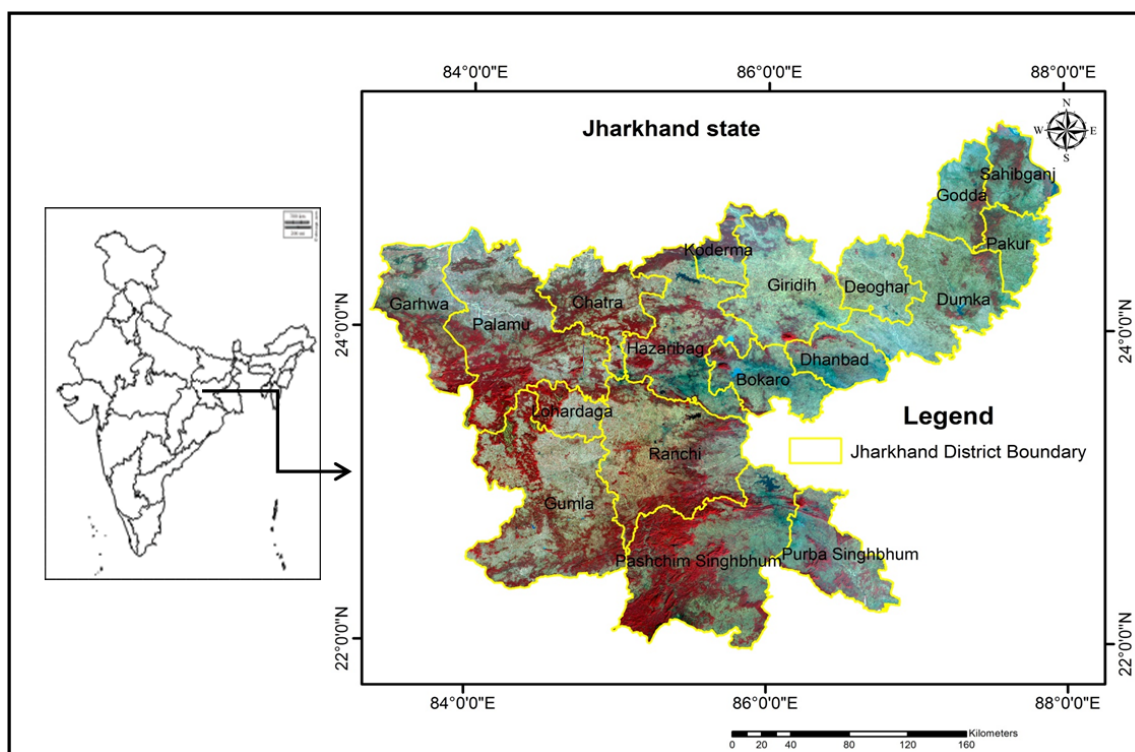 84°0'0"E 86°0'0"E 88°0'0"E
Jharkhand state
N
W E
S
Sahibganj
Godda
Pakur
Koderma
Giridih
Deoghar
Dumka
Garhwa
Chatra
Palamu
24°0'0"N
24°0'0"N
Hazaribag
Dhanbad
Bokaro
Lohardaga
Legend
Jharkhand District Boundary
Ranchi
Gumla
Pashchim Singhbhum
Purba Singhbhum
22°0'0"N
22°0'0"N
84°0'0"E 86°0'0"E 88°0'0"E
Kilometers
0 20 40 80 120 160